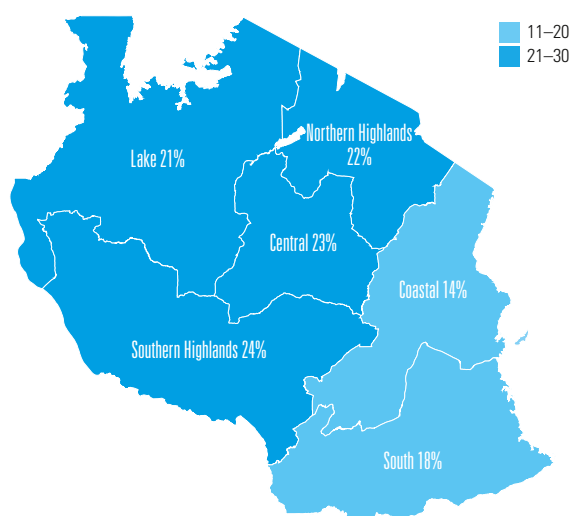 11–20
21–30
Northern Highlands
22%
Lake 21%
Central 23%
Coastal 14%
Southern Highlands 24%
South 18%